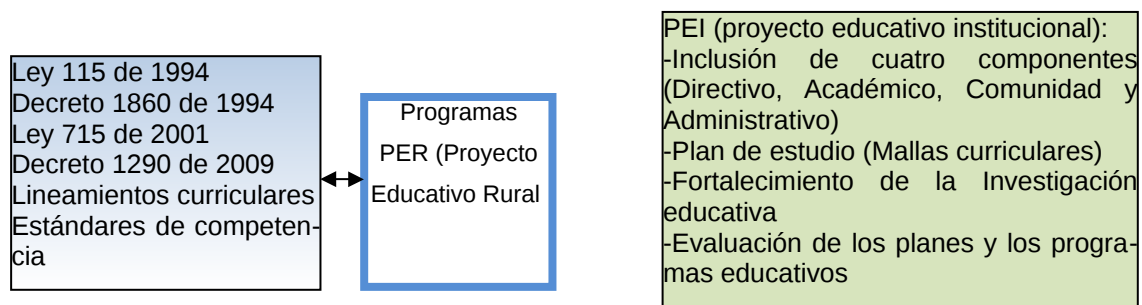 Ley 115 de 1994
Decreto 1860 de 1994
Ley 715 de 2001
Decreto 1290 de 2009
Lineamientos curriculares
Estándares de competen-
cia
Programas
PER (Proyecto
Educativo Rural
PEI (proyecto educativo institucional):
-Inclusión de cuatro componentes
(Directivo, Académico, Comunidad y
Administrativo)
-Plan de estudio (Mallas curriculares)
-Fortalecimiento de la Investigación
educativa
-Evaluación de los planes y los progra-
mas educativos